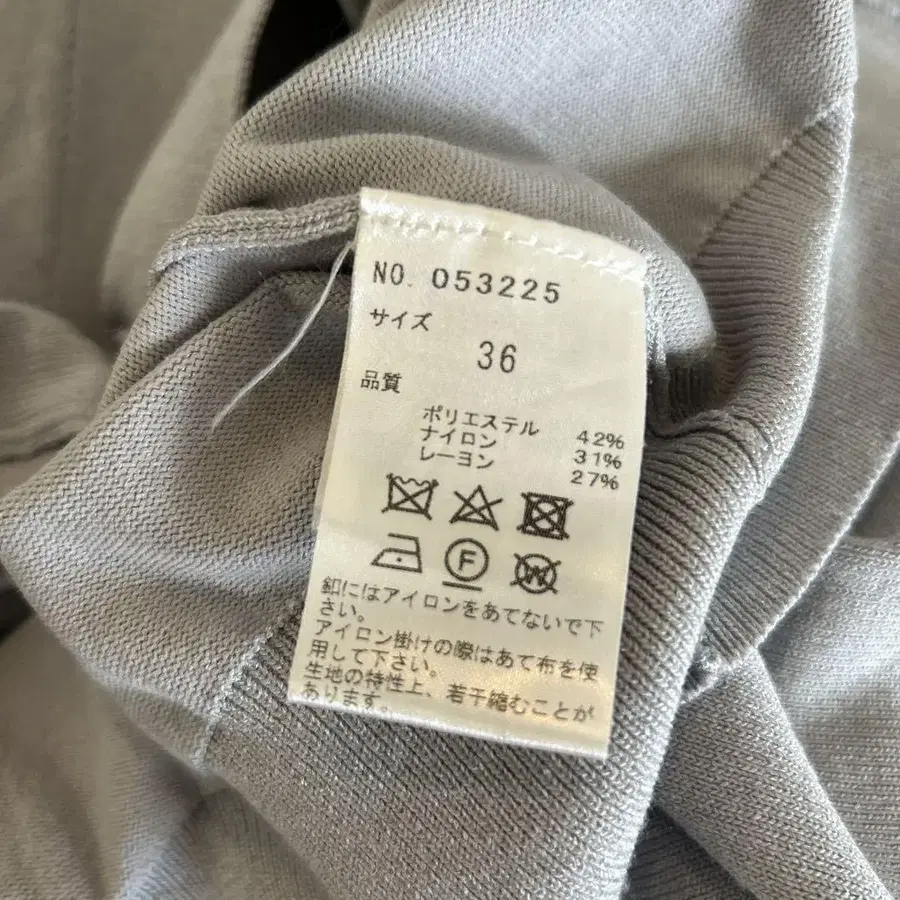 NO. 053225
サイズ
36
品質
ポリエステル 42%
ナイロン 31%
レーヨン 27%
F
W
釦にはアイロンをあてないで下
さい。
アイロン掛けの際はあて布を使
用して下さい。
生地の特性上、若干縮むことが
あります。